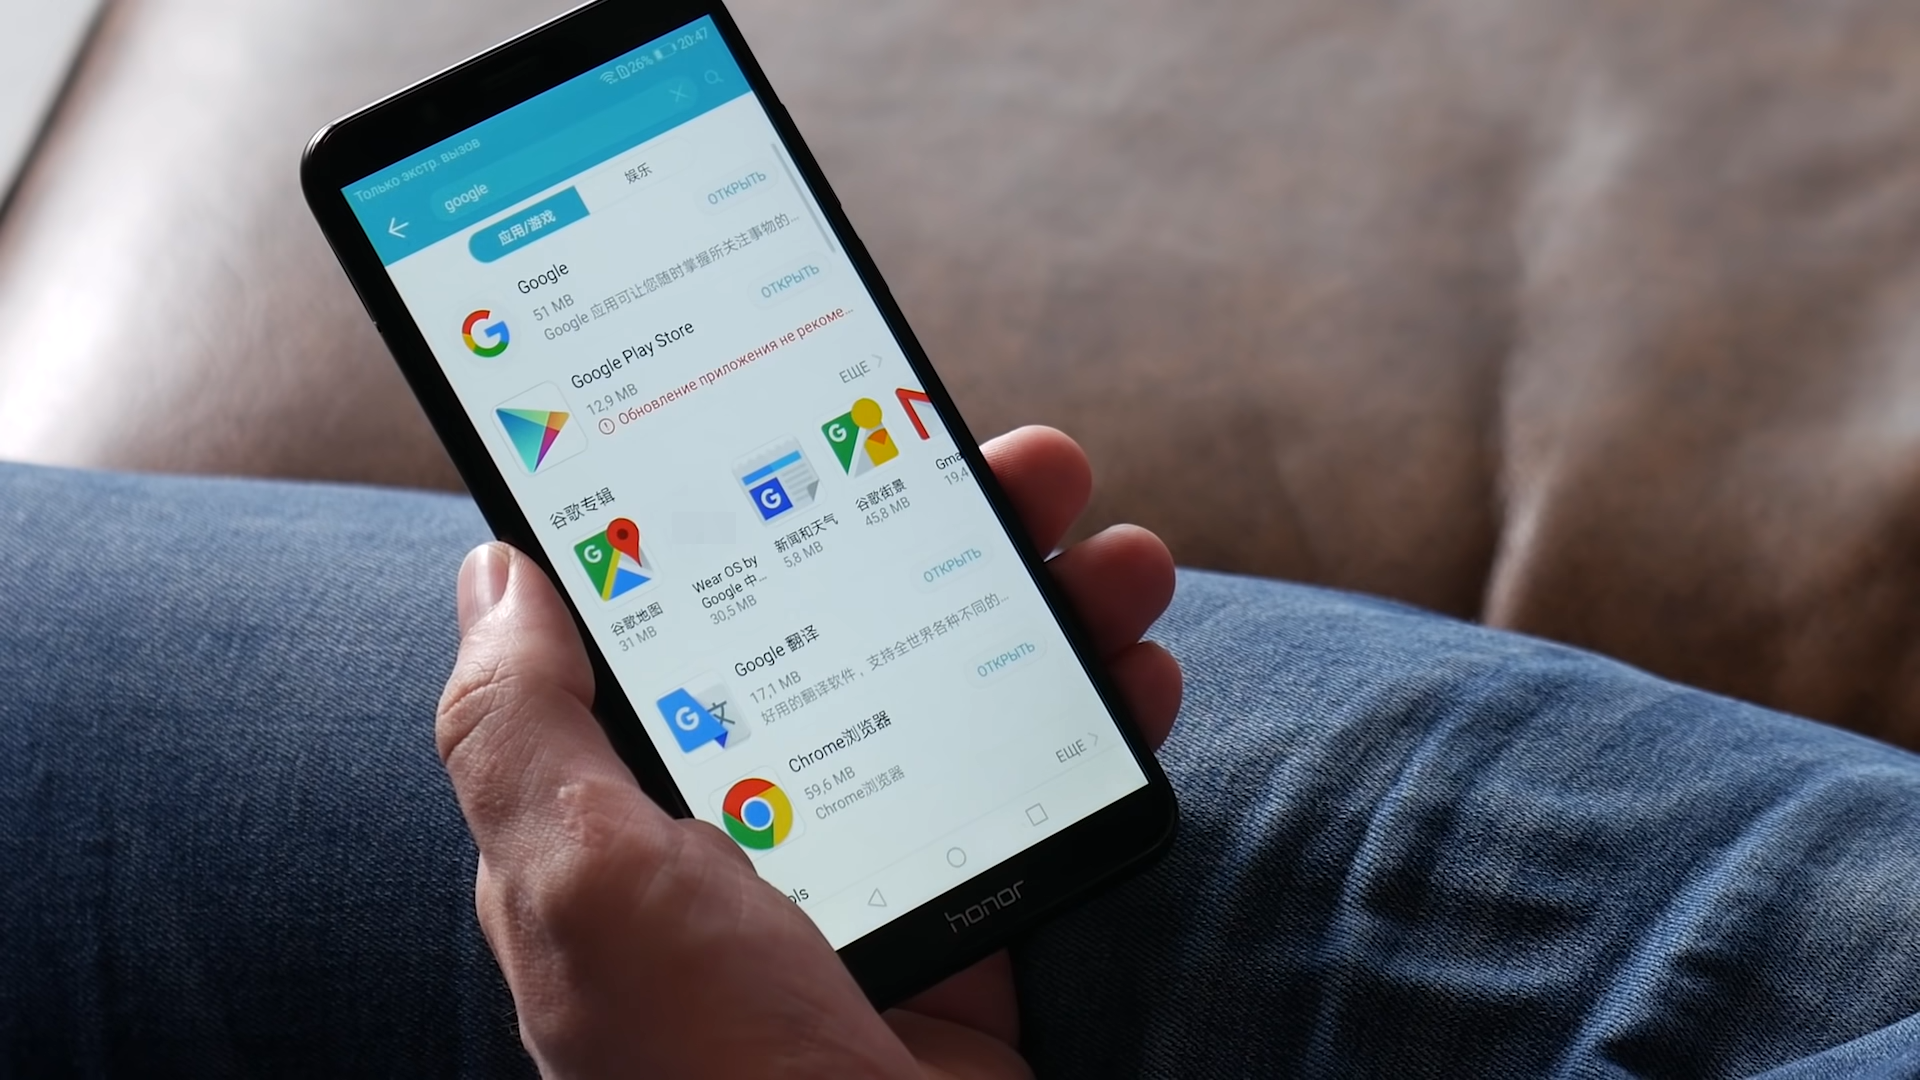 Только экстр. вызов
26% 20:47
google
应用/游戏
娱乐
Google
51 MB
Google 应用可让您随时掌握所关注事物的...
ОТКРЫТЬ
Google Play Store
12,9 MB
Обновление приложения не рекоме...
ОТКРЫТЬ
谷歌专辑
ЕЩЕ
谷歌地图
31 MB
Wear OS by
Google 中...
30,5 MB
新闻和天气
5,8 MB
谷歌街景
45,8 MB
Gma
19,4
Google 翻译
17,1 MB
好用的翻译软件，支持全世界各种不同的...
ОТКРЫТЬ
Chrome浏览器
59,6 MB
Chrome浏览器
ОТКРЫТЬ
ols
ЕЩЕ
honor